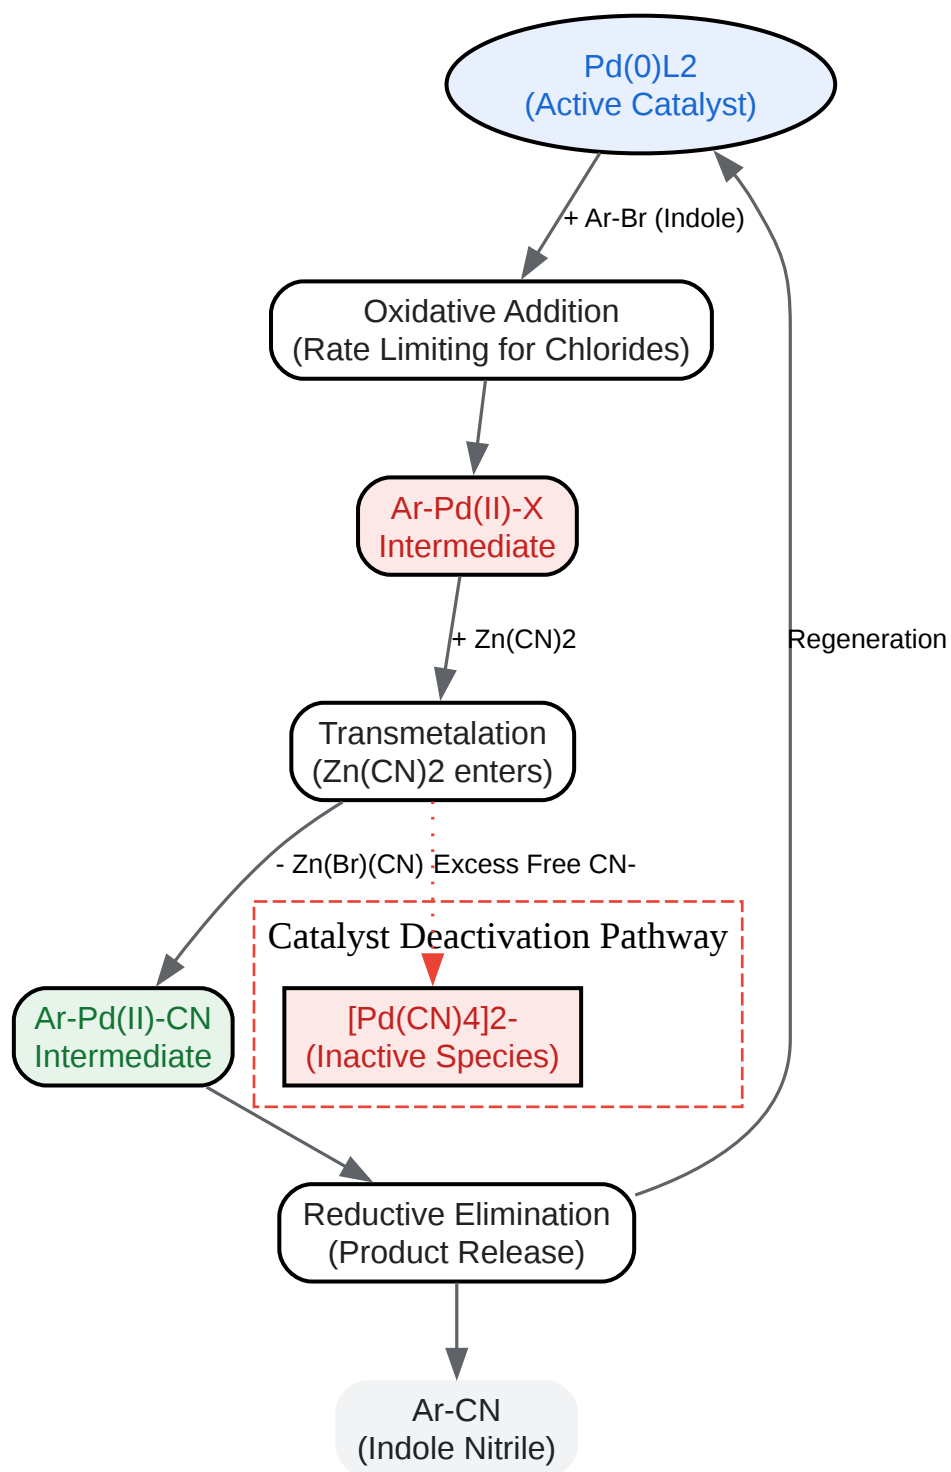 Pd(0)L2
(Active Catalyst)
+ Ar-Br (Indole)
Oxidative Addition
(Rate Limiting for Chlorides)
Ar-Pd(II)-X
Intermediate
+ Zn(CN)2
Regeneration
Transmetalation
(Zn(CN)2 enters)
- Zn(Br)(CN)
Excess Free CN-
Catalyst Deactivation Pathway
Ar-Pd(II)-CN
Intermediate
[Pd(CN)4]2-
(Inactive Species)
Reductive Elimination
(Product Release)
Ar-CN
(Indole Nitrile)